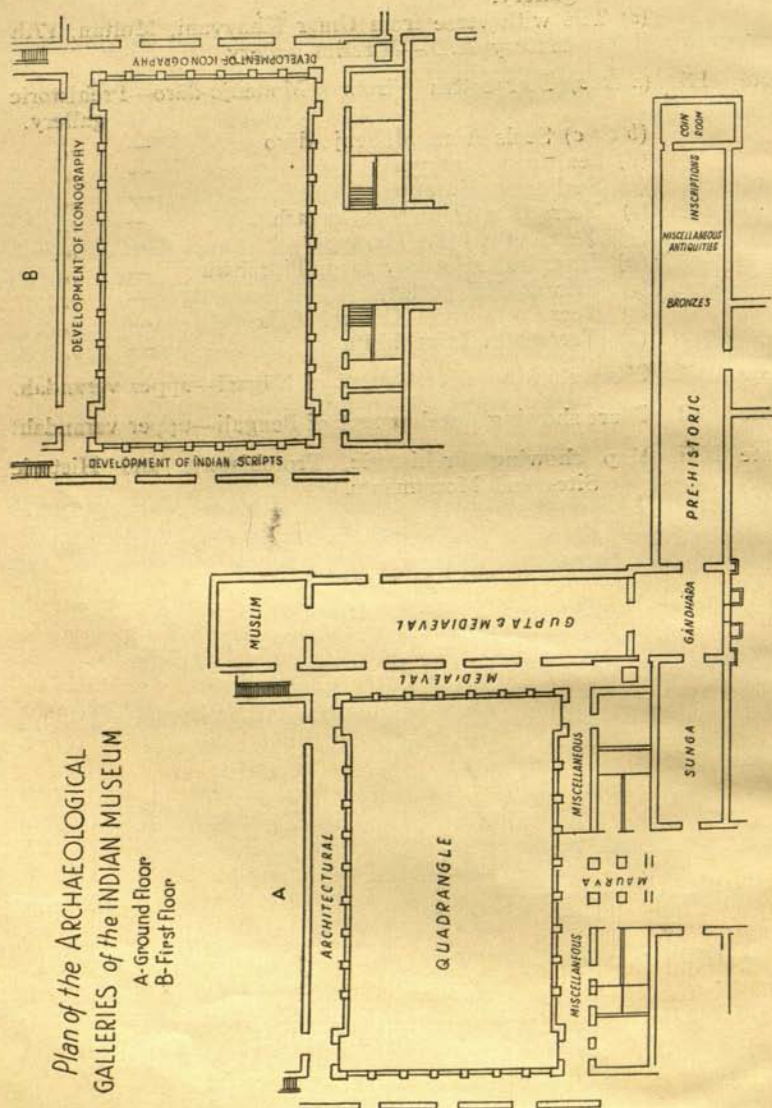 Plan of the ARCHAEOLOGICAL
GALLERIES of the INDIAN MUSEUM
A-Ground Floor
B-First Floor
B
DEVELOPMENT OF ICONOGRAPHY
DEVELOPMENT OF ICONOGRAPHY
DEVELOPMENT OF INDIAN SCRIPTS
A
ARCHITECTURAL
QUADRANGLE
MUSLIM
MEDIAEVAL
GUPTA & MEDIAEVAL
MISCELLANEOUS
MISCELLANEOUS
MAURYA
SUNGA
GĀNDHĀRA
PRE-HISTORIC
BRONZES
MISCELLANEOUS
ANTIQUITIES
INSCRIPTIONS
COIN
ROOM